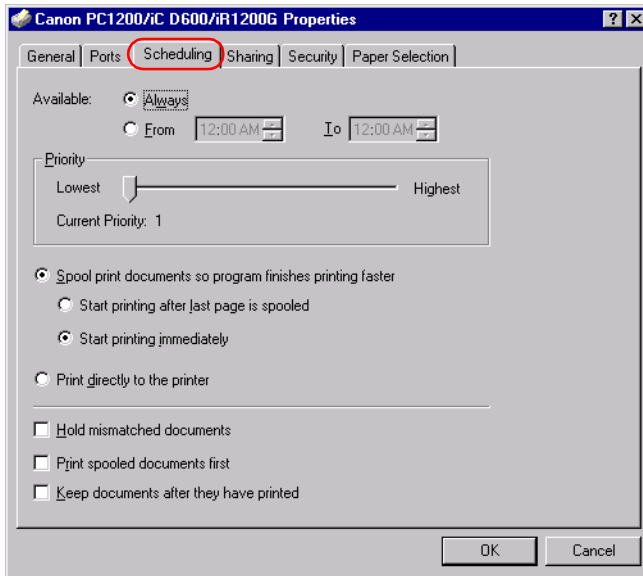 Canon PC1200/iC D600/iR1200G Properties
General Ports Scheduling Sharing Security Paper Selection
Available: Always
From 12:00 AM To 12:00 AM
Priority
Lowest Highest
Current Priority: 1
Spool print documents so program finishes printing faster
Start printing after last page is spooled
Start printing immediately
Print directly to the printer
Hold mismatched documents
Print spooled documents first
Keep documents after they have printed
OK Cancel